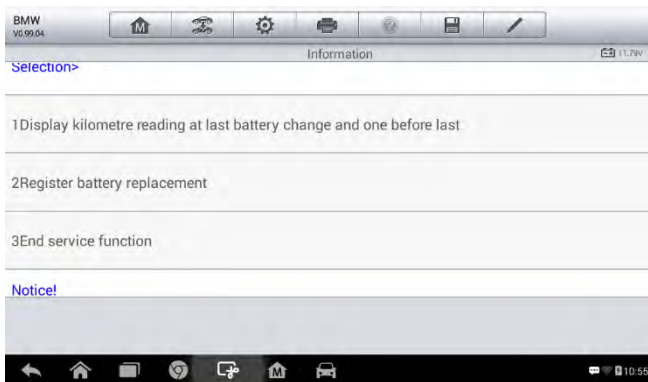 BMW
V0.99.04
Information
11.79V
Selection>
1Display kilometre reading at last battery change and one before last
2Register battery replacement
3End service function
Notice!
10:55